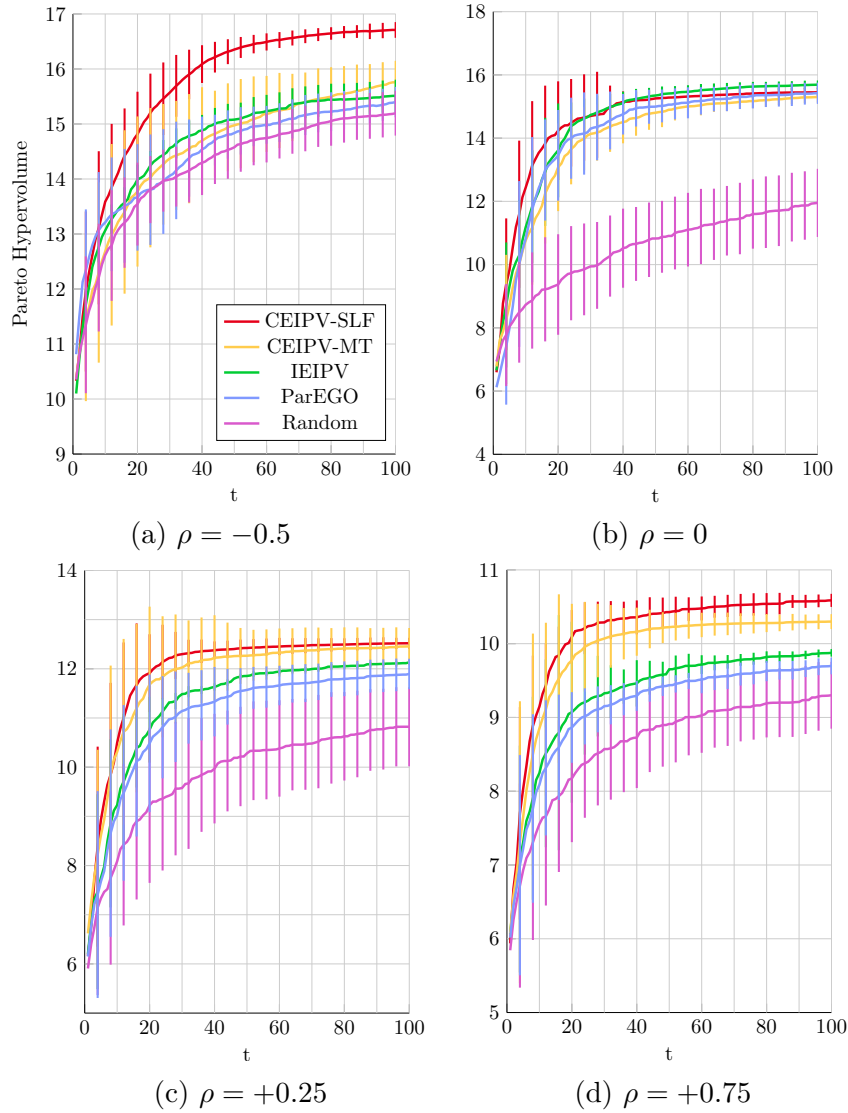 17
16
15
14
13
12
11
10
9
Pareto Hypervolume
CEIPV-SLF
CEIPV-MT
IEIPV
ParEGO
Random
0 20 40 60 80 100
t
(a) ρ = −0.5
18
16
14
12
10
8
6
4
0 20 40 60 80 100
t
(b) ρ = 0
14
12
10
8
6
0 20 40 60 80 100
t
(c) ρ = +0.25
11
10
9
8
7
6
5
0 20 40 60 80 100
t
(d) ρ = +0.75